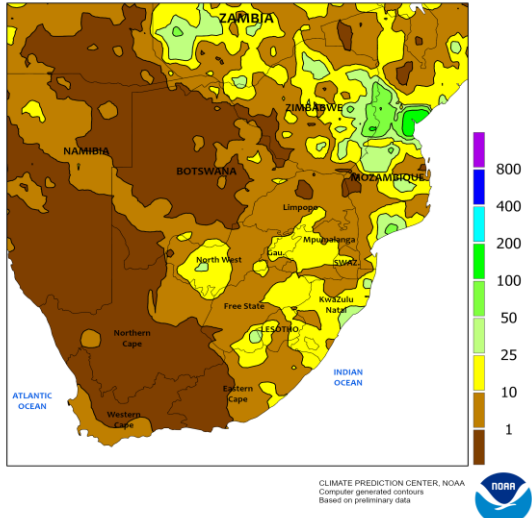 ZAMBIA
ZIMBABWE
NAMIBIA
BOTSWANA
MOZAMBIQUE
Limpopo
Mpumalanga
Gau.
SWAZ.
North West
Free State
KwaZulu
Natal
LESOTHO
Northern
Cape
Eastern
Cape
Western
Cape
ATLANTIC
OCEAN
INDIAN
OCEAN
800
400
200
100
50
25
10
1
CLIMATE PREDICTION CENTER, NOAA
Computer generated contours
Based on preliminary data
NOAA